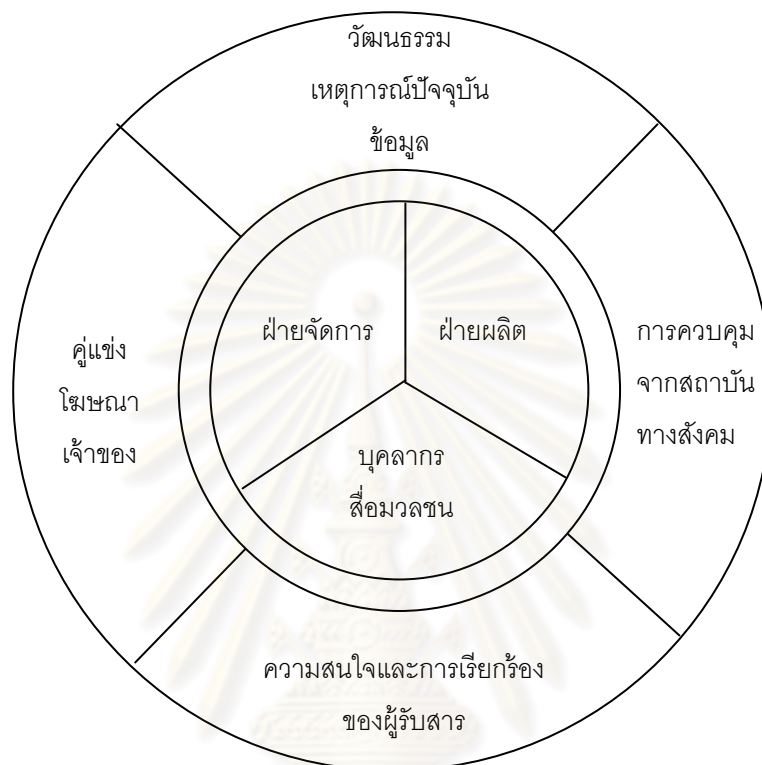 วัฒนธรรม
เหตุการณ์ปัจจุบัน
ข้อมูล
คู่แข่ง
โฆษณา
เจ้าของ
ฝ่ายจัดการ
ฝ่ายผลิต
บุคลากร
สื่อมวลชน
การควบคุม
จากสถาบัน
ทางสังคม
ความสนใจและการเรียกร้อง
ของผู้รับสาร